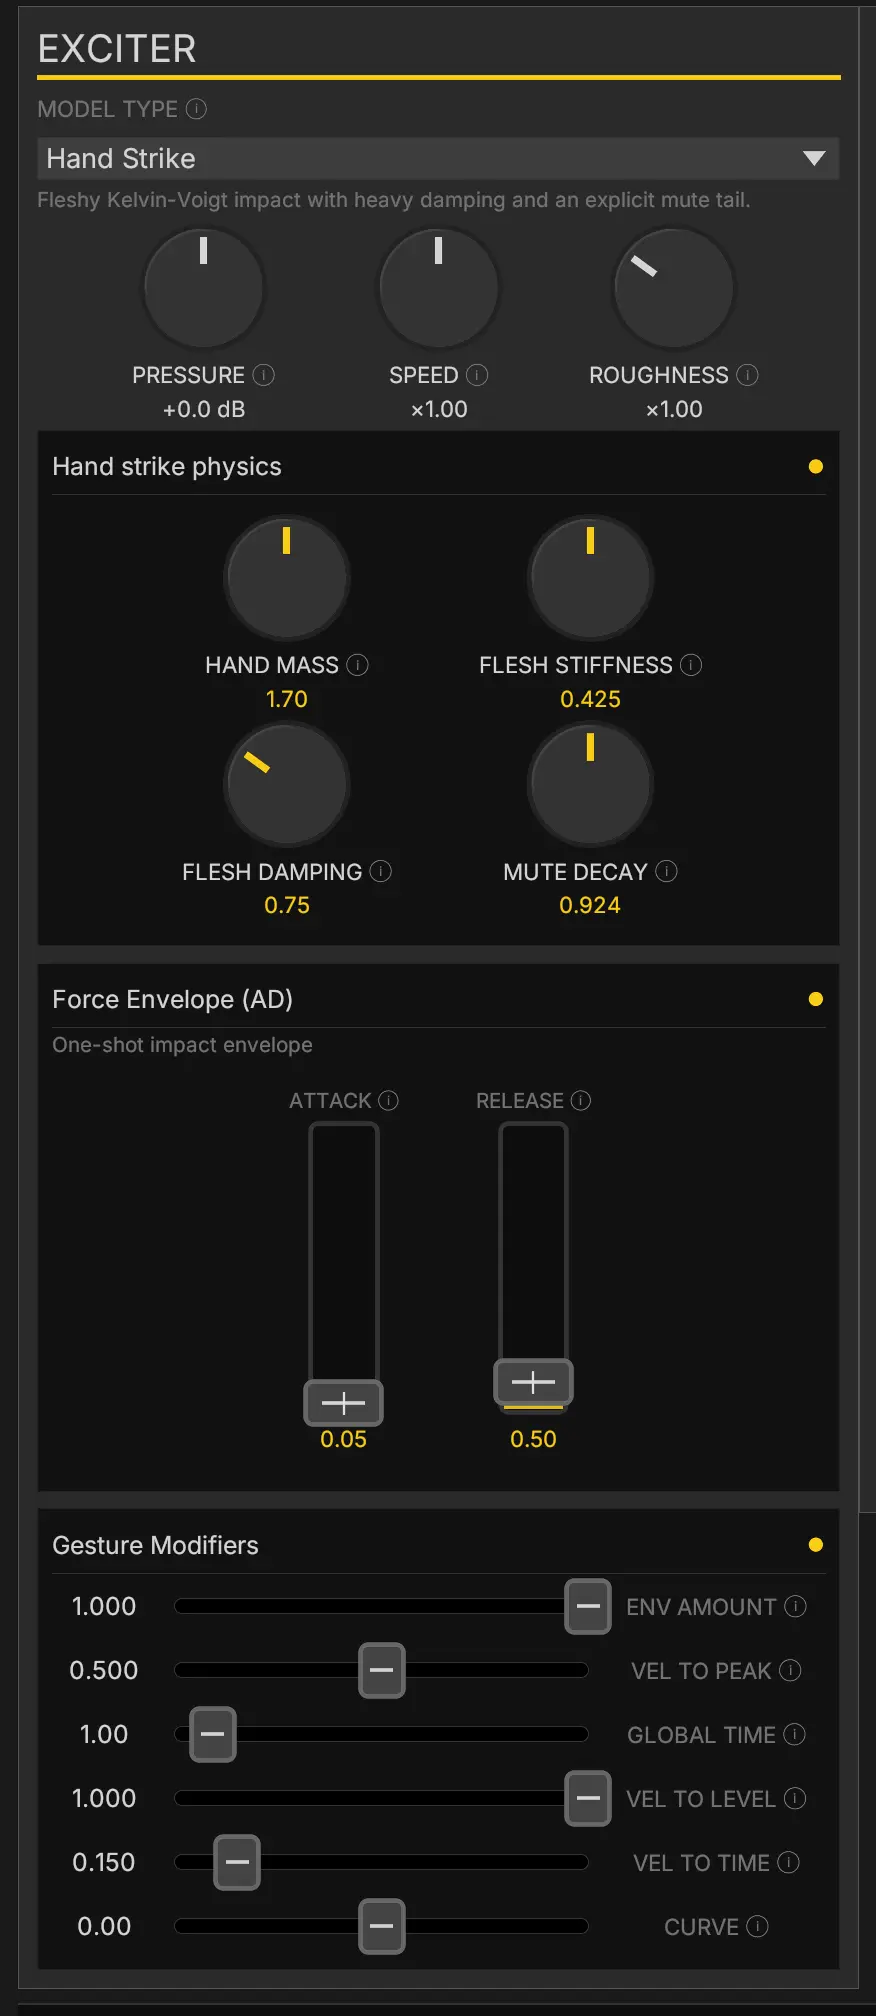 EXCITER
MODEL TYPE
Hand Strike
Fleshy Kelvin-Voigt impact with heavy damping and an explicit mute tail.
PRESSURE SPEED ROUGHNESS
+0.0 dB ×1.00 ×1.00
Hand strike physics
HAND MASS FLESH STIFFNESS
1.70 0.425
FLESH DAMPING MUTE DECAY
0.75 0.924
Force Envelope (AD)
One-shot impact envelope
ATTACK RELEASE
0.05 0.50
Gesture Modifiers
1.000 ENV AMOUNT
0.500 VEL TO PEAK
1.00 GLOBAL TIME
1.000 VEL TO LEVEL
0.150 VEL TO TIME
0.00 CURVE